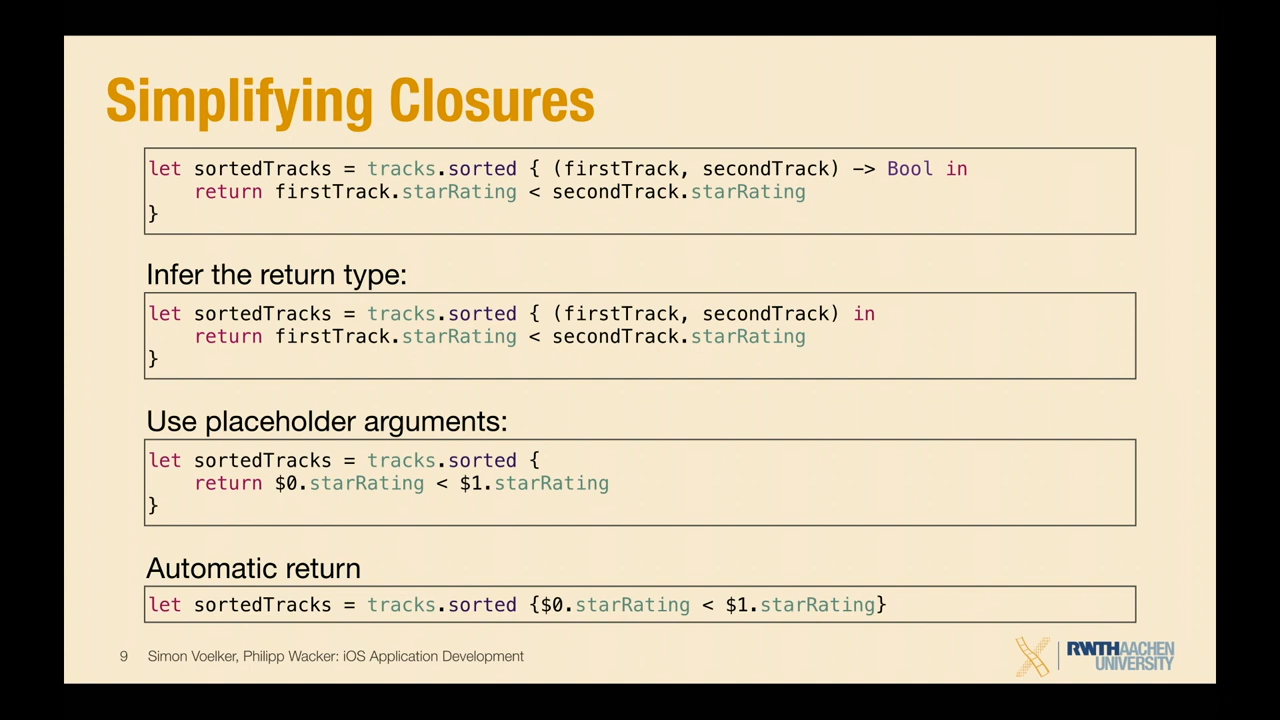 Simplifying Closures
let sortedTracks = tracks.sorted { (firstTrack, secondTrack) -> Bool in
    return firstTrack.starRating < secondTrack.starRating
}
Infer the return type:
let sortedTracks = tracks.sorted { (firstTrack, secondTrack) in
    return firstTrack.starRating < secondTrack.starRating
}
Use placeholder arguments:
let sortedTracks = tracks.sorted {
    return $0.starRating < $1.starRating
}
Automatic return
let sortedTracks = tracks.sorted {$0.starRating < $1.starRating}
9 Simon Voelker, Philipp Wacker: iOS Application Development
RWTHAACHEN
UNIVERSITY